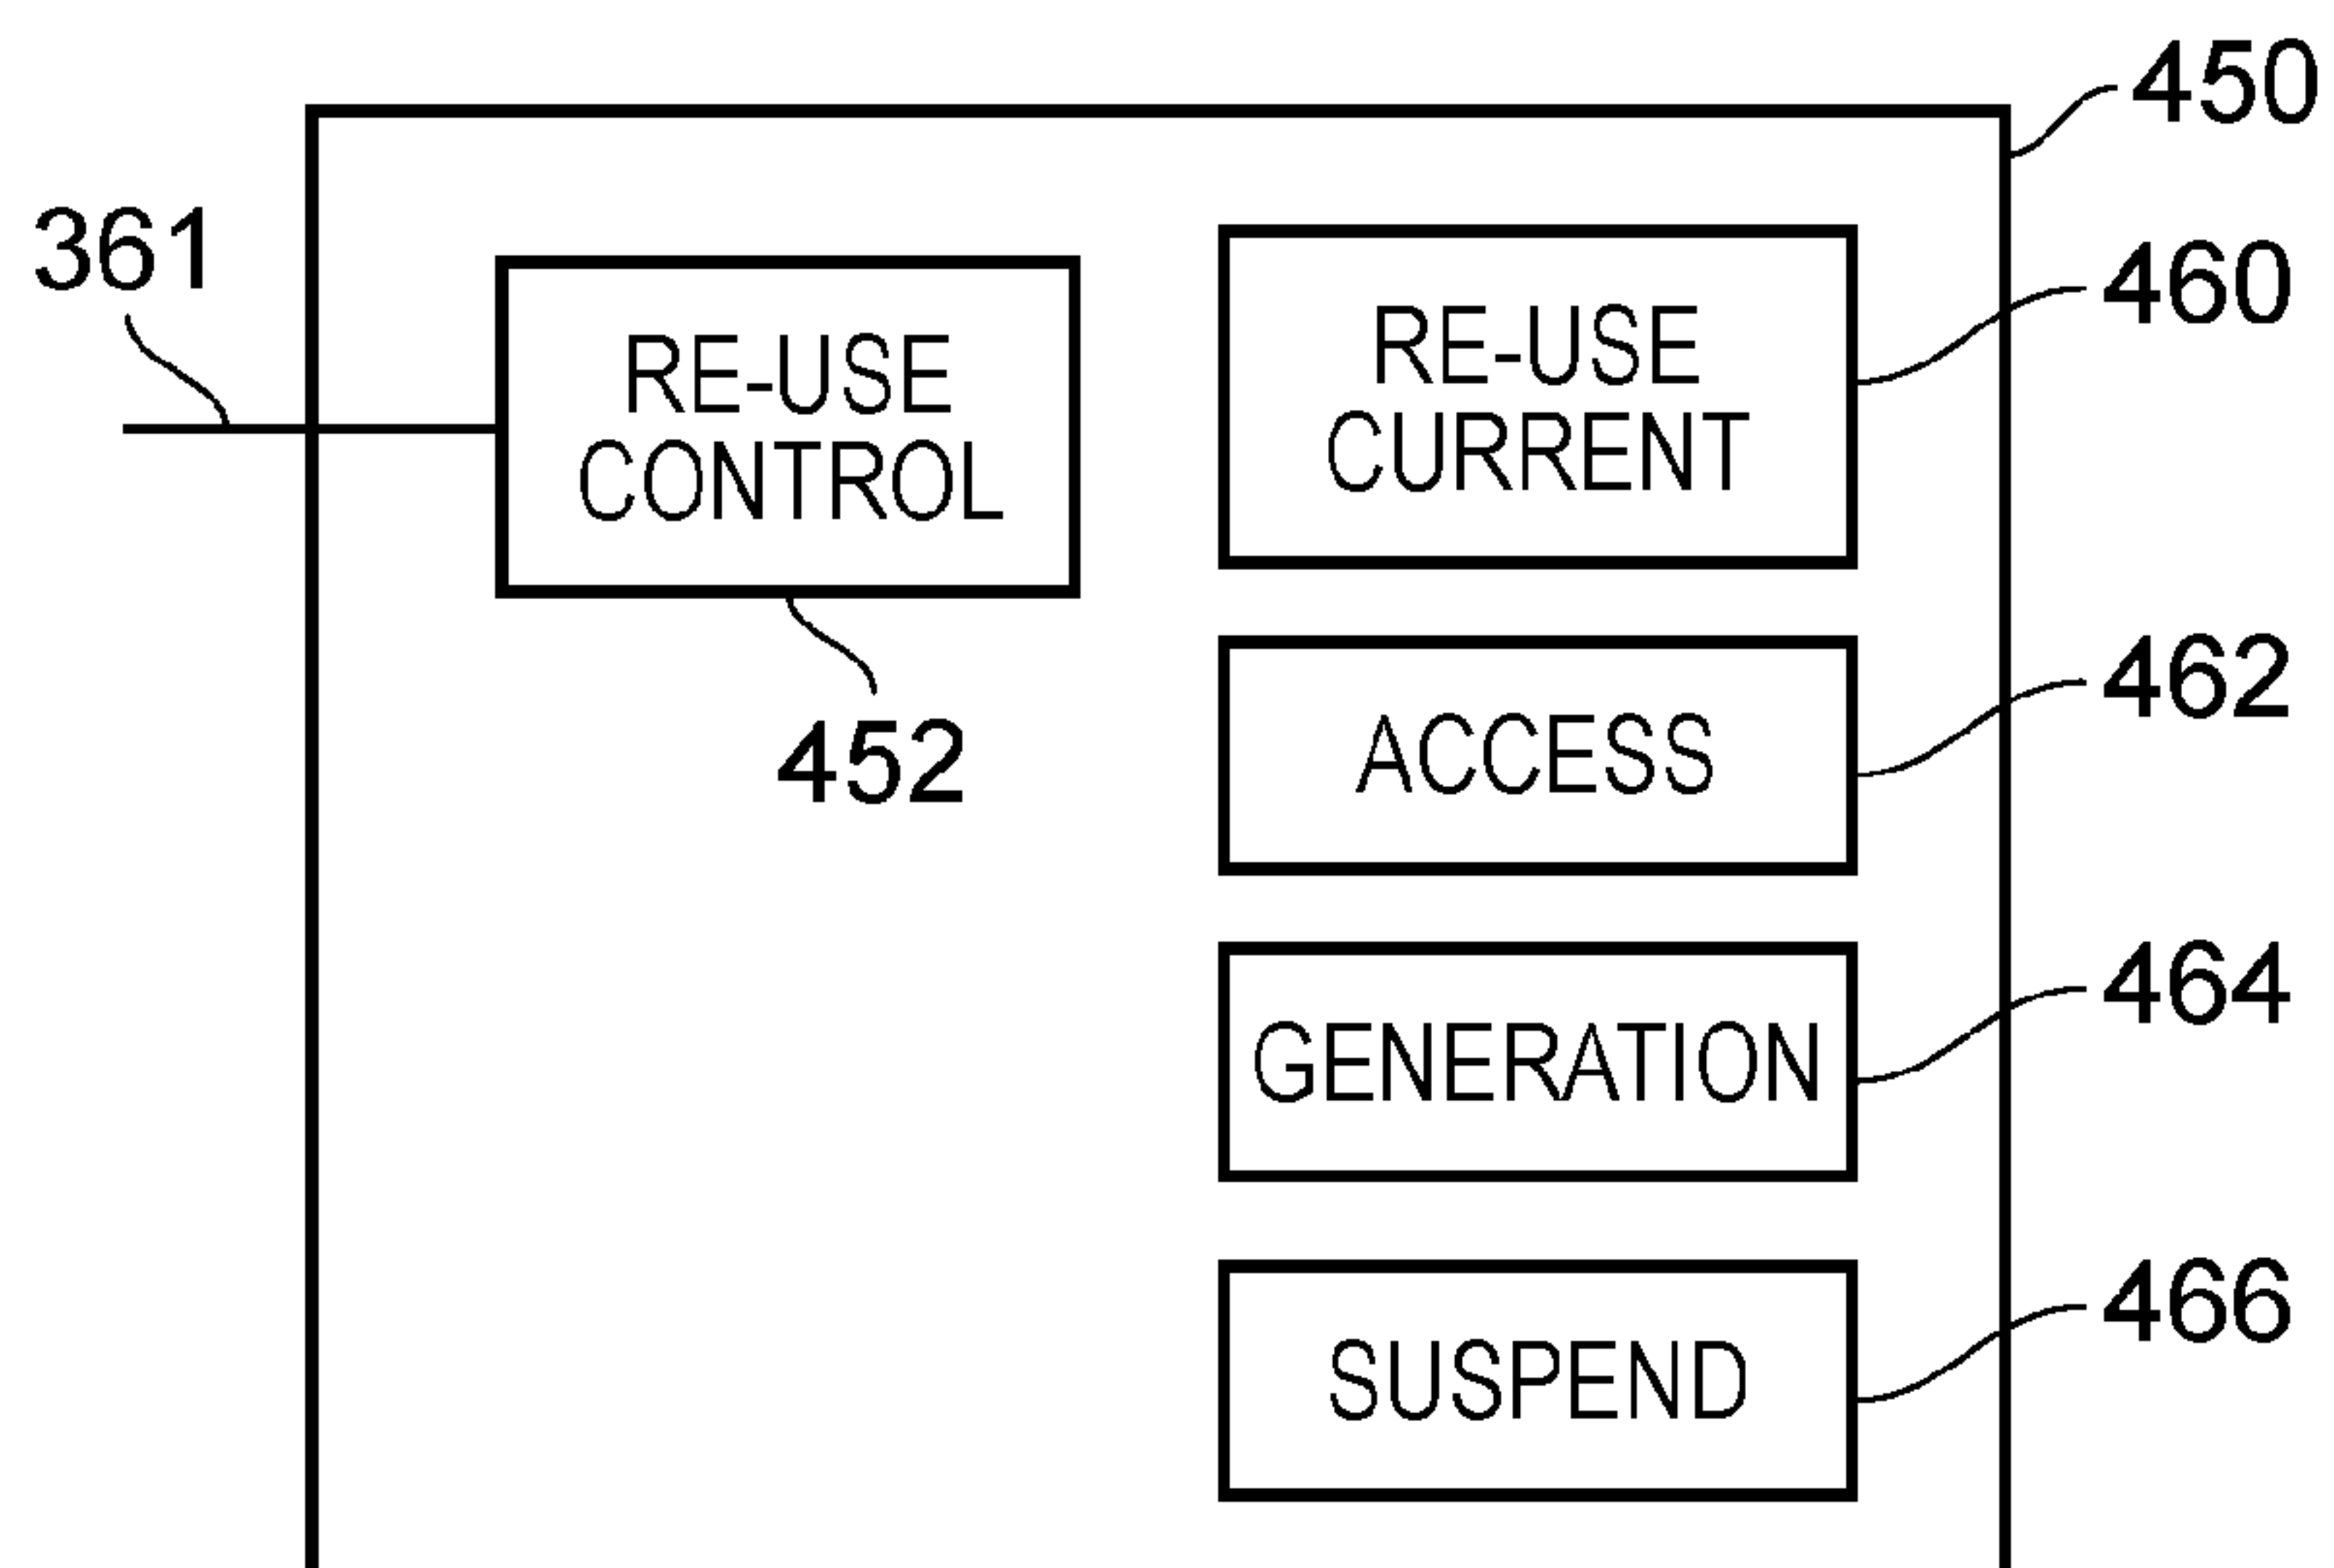 450
361
RE-USE
CONTROL
452
RE-USE
CURRENT
460
ACCESS
462
GENERATION
464
SUSPEND
466